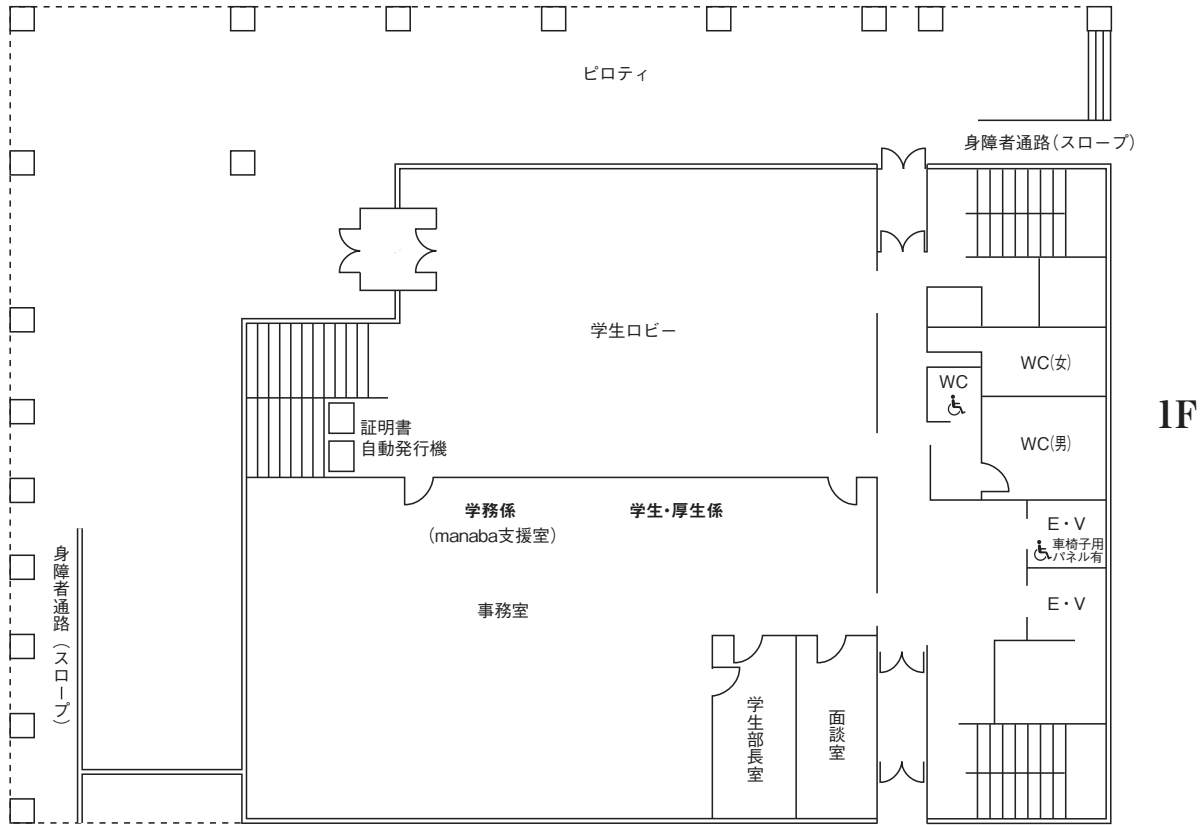 ピロティ
身障者通路（スロープ）
学生ロビー
WC(女)
WC
WC(男)
証明書
自動発行機
1F
学務係
（manaba支援室）
学生・厚生係
E・V
車椅子用
パネル有
E・V
事務室
身障者通路（スロープ）
学生部長室
面談室